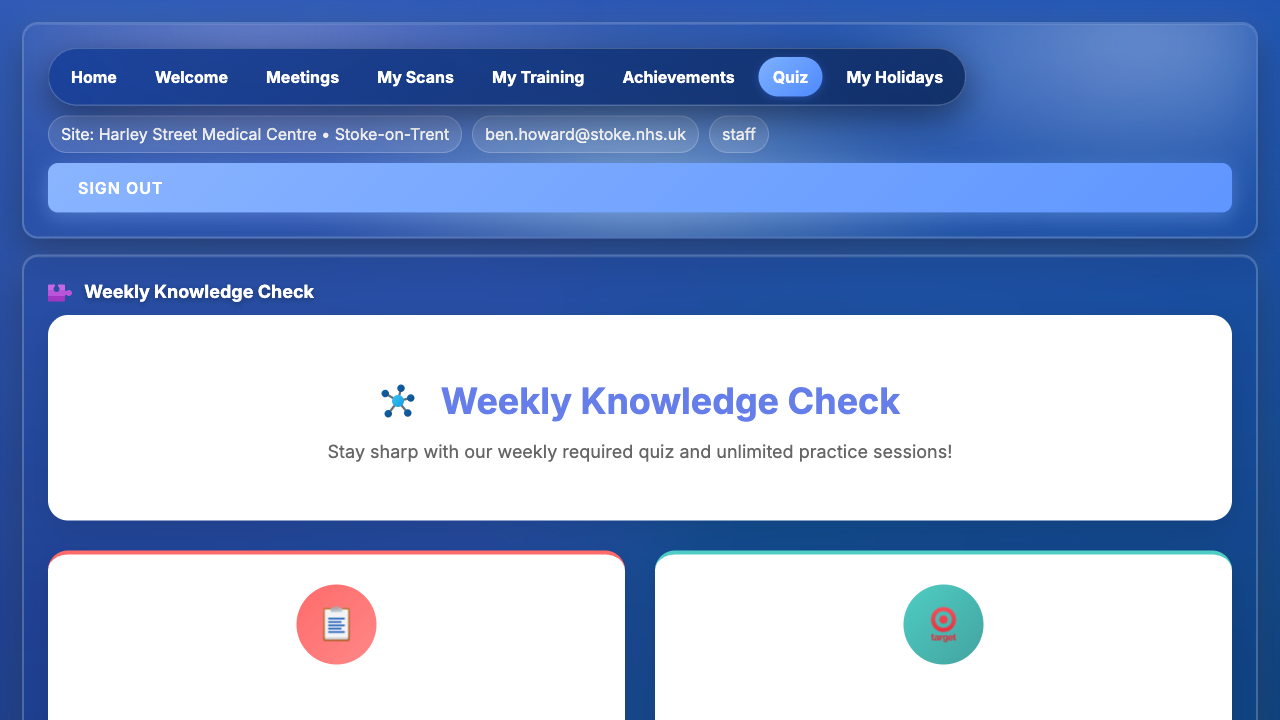 Home Welcome Meetings My Scans My Training Achievements Quiz My Holidays
Site: Harley Street Medical Centre • Stoke-on-Trent ben.howard@stoke.nhs.uk staff
SIGN OUT
Weekly Knowledge Check
Weekly Knowledge Check
Stay sharp with our weekly required quiz and unlimited practice sessions!
target